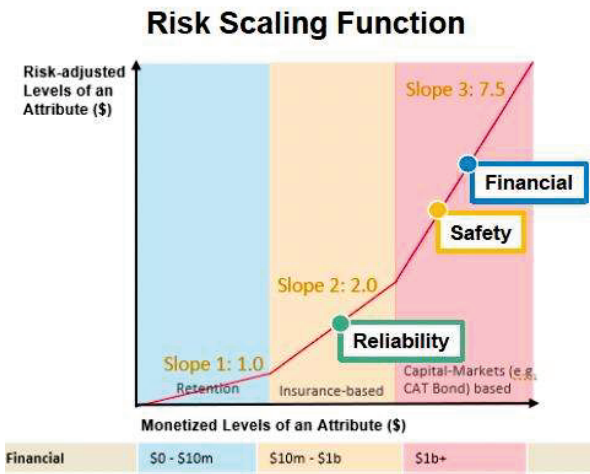 Risk Scaling Function
Risk-adjusted
Levels of an
Attribute ($)
Slope 3: 7.5
Financial
Safety
Slope 2: 2.0
Reliability
Slope 1: 1.0
Retention
Insurance-based
Capital-Markets (e.g.
CAT Bond) based
Monetized Levels of an Attribute ($)
Financial $0 - $10m $10m - $1b $1b+